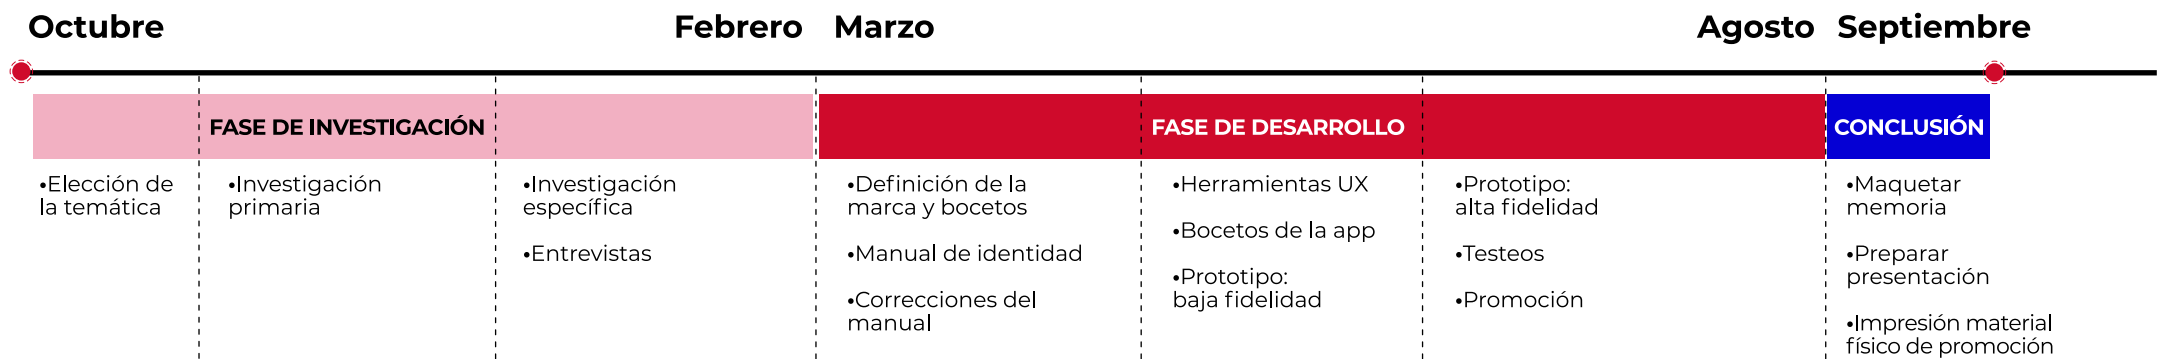 Octubre
Febrero
Marzo
Agosto
Septiembre
FASE DE INVESTIGACIÓN
FASE DE DESARROLLO
CONCLUSIÓN
•Elección de
la temática
•Investigación
primaria
•Investigación
específica
•Entrevistas
•Definición de la
marca y bocetos
•Manual de identidad
•Correcciones del
manual
•Herramientas UX
•Bocetos de la app
•Prototipo:
baja fidelidad
•Prototipo:
alta fidelidad
•Testeos
•Promoción
•Maquetar
memoria
•Preparar
presentación
•Impresión material
físico de promoción